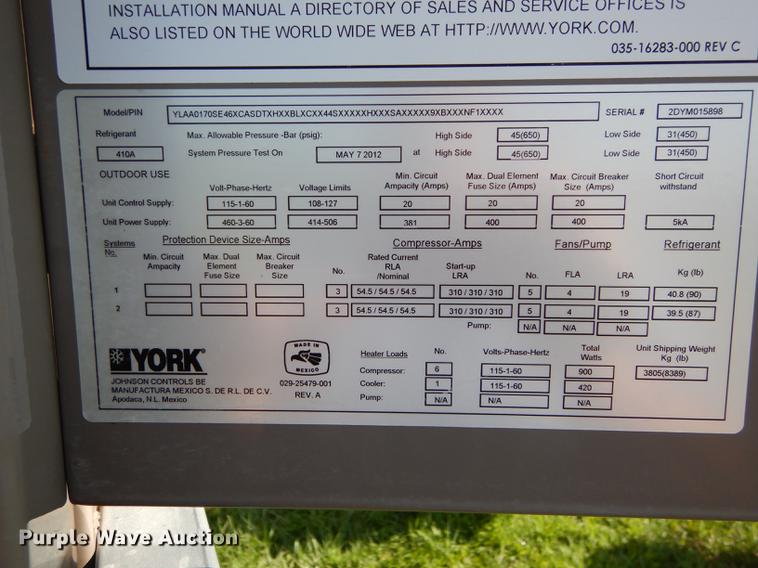 INSTALLATION MANUAL A DIRECTORY OF SALES AND SERVICE OFFICES IS
ALSO LISTED ON THE WORLD WIDE WEB AT HTTP://WWW.YORK.COM.
035-16283-000 REV C
Model/PIN YLAA0170SE46XCASDTXHXXBLXCXX44SXXXXXHXXXSAXXXXX9XBXXXNF1XXXX SERIAL # 2DYM015898
Refrigerant Max. Allowable Pressure -Bar (psig): High Side 45(650) Low Side 31(450)
410A System Pressure Test On MAY 7 2012 at High Side 45(650) Low Side 31(450)
OUTDOOR USE
Volt-Phase-Hertz Voltage Limits Min. Circuit Ampacity (Amps) Max. Dual Element Fuse Size (Amps) Max. Circuit Breaker Size (Amps) Short Circuit withstand
Unit Control Supply: 115-1-60 108-127 20 20 20
Unit Power Supply: 460-3-60 414-506 381 400 400 5kA
Systems No. Protection Device Size-Amps Compressor-Amps Fans/Pump Refrigerant
Min. Circuit Ampacity Max. Dual Element Fuse Size Max. Circuit Breaker Size No. Rated Current RLA /Nominal Start-up LRA No. FLA LRA Kg (lb)
1 3 54.5 / 54.5 / 54.5 310 / 310 / 310 5 4 19 40.8 (90)
2 3 54.5 / 54.5 / 54.5 310 / 310 / 310 5 4 19 39.5 (87)
Pump: N/A N/A N/A
YORK
JOHNSON CONTROLS BE
MANUFACTURA MEXICO S. DE R.L. DE C.V.
Apodaca, N.L. Mexico
MADE IN
MEXICO
029-25479-001
REV. A
Heater Loads No. Volts-Phase-Hertz Total Watts Unit Shipping Weight Kg (lb)
Compressor: 6 115-1-60 900 3805(8389)
Cooler: 1 115-1-60 420
Pump: N/A N/A N/A
Purple Wave Auction